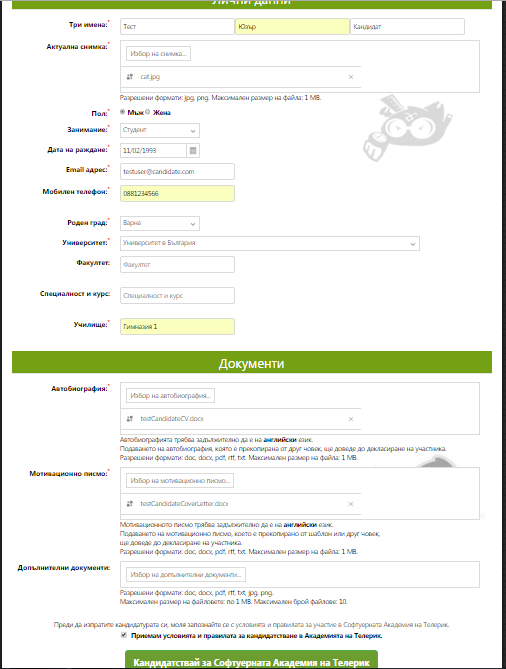 Лични данни
Три имена:* Тест Юхър Кандидат
Актуална снимка:* Избор на снимка...
cat.jpg ×
Разрешени формати: jpg, png. Максимален размер на файла: 1 MB.
Пол:* Мъж Жена
Занимание:* Студент
Дата на раждане:* 11/02/1993
Email адрес:* testuser@candidate.com
Мобилен телефон:* 0881234566
Роден град:* Варна
Университет:* Университет в България
Факултет: Факултет
Специалност и курс: Специалност и курс
Училище:* Гимназия 1
Документи
Автобиография:* Избор на автобиография...
testCandidateCV.docx ×
Автобиографията трябва задължително да е на английски език.
Подаването на автобиография, която е прекопирана от друг човек, ще доведе до декласиране на участника.
Разрешени формати: doc, docx, pdf, rtf, txt. Максимален размер на файла: 1 MB.
Мотивационно писмо:* Избор на мотивационно писмо...
testCandidateCoverLetter.docx ×
Мотивационното писмо трябва задължително да е на английски език.
Подаването на мотивационно писмо, което е прекопирано от шаблон или друг човек,
ще доведе до декласиране на участника.
Разрешени формати: doc, docx, pdf, rtf, txt. Максимален размер на файла: 1 MB.
Допълнителни документи: Избор на допълнителни документи...
Разрешени формати: doc, docx, pdf, rtf, txt, jpg, png.
Максимален размер на файловете: по 1 MB. Максимален брой файлове: 10.
Преди да изпратите кандидатурата си, моля запознайте се с условията и правилата за участие в Софтуерната Академия на Телерик.
Приемам условията и правилата за кандидатстване в Академията на Телерик.
Кандидатствай за Софтуерната Академия на Телерик